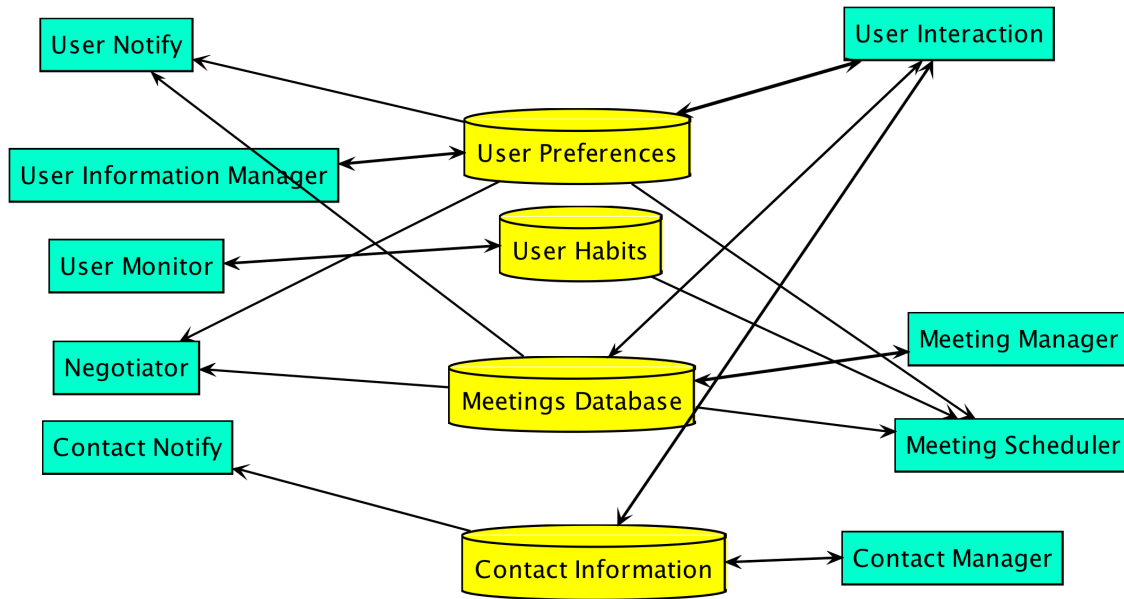 User Notify
User Interaction
User Preferences
User Information Manager
User Habits
User Monitor
Meeting Manager
Negotiator
Meetings Database
Contact Notify
Meeting Scheduler
Contact Information
Contact Manager